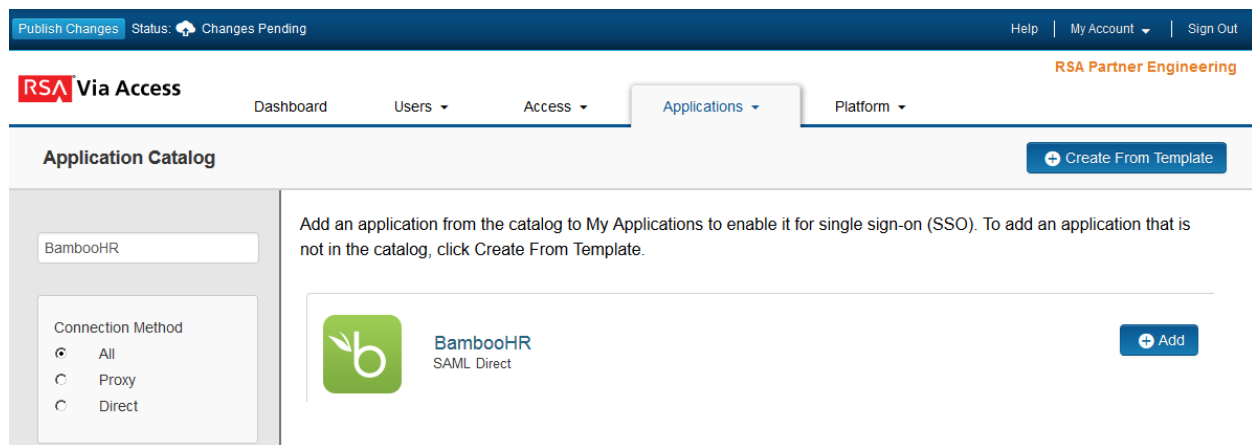 Publish Changes Status: Changes Pending Help My Account Sign Out
RSA Partner Engineering
RSA Via Access
Dashboard Users Access Applications Platform
Application Catalog Create From Template
BambooHR
Add an application from the catalog to My Applications to enable it for single sign-on (SSO). To add an application that is
not in the catalog, click Create From Template.
Connection Method
All
Proxy
Direct
b
BambooHR
SAML Direct
Add